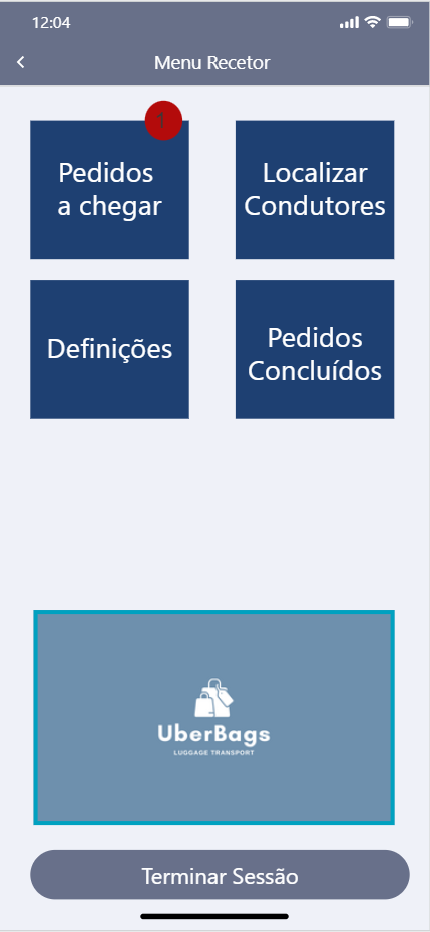 12:04
Menu Recetor
1
Pedidos
a chegar
Localizar
Condutores
Definições
Pedidos
Concluídos
UberBags
LUGGAGE TRANSPORT
Terminar Sessão